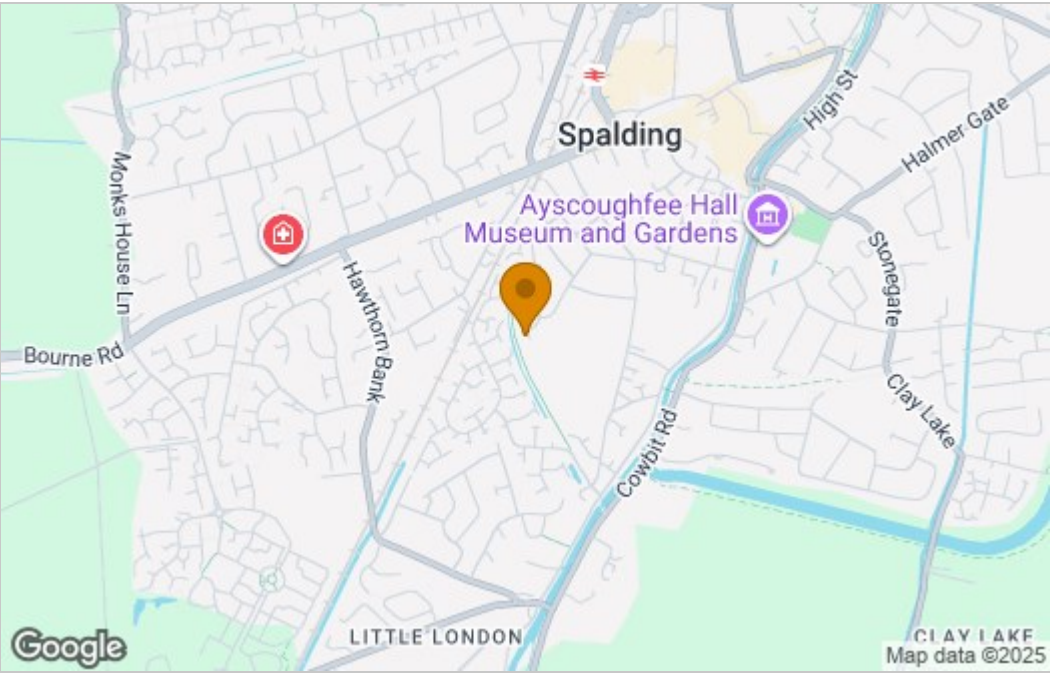 Spalding
High St
Halmer Gate
Ayscoughfee Hall
Museum and Gardens
Monks House Ln
Hawthorn Bank
Stonegate
Bourne Rd
Clay Lake
Cowbit Rd
LITTLE LONDON
CLAY LAKE
Google
Map data ©2025